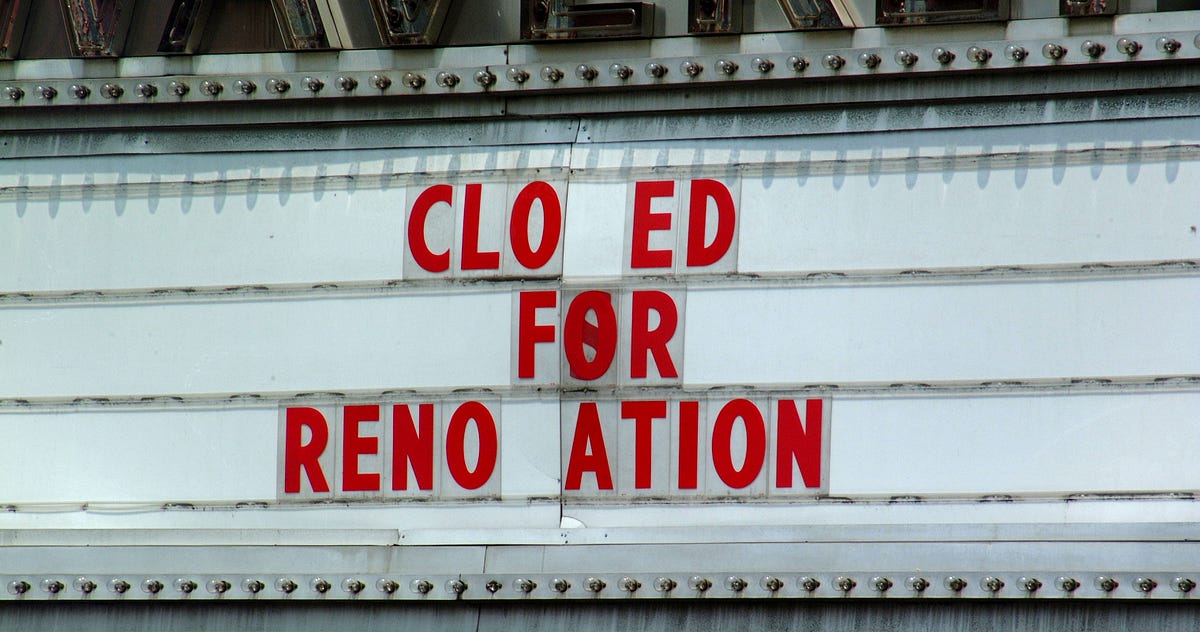 CLO ED
FOR
RENO ATION